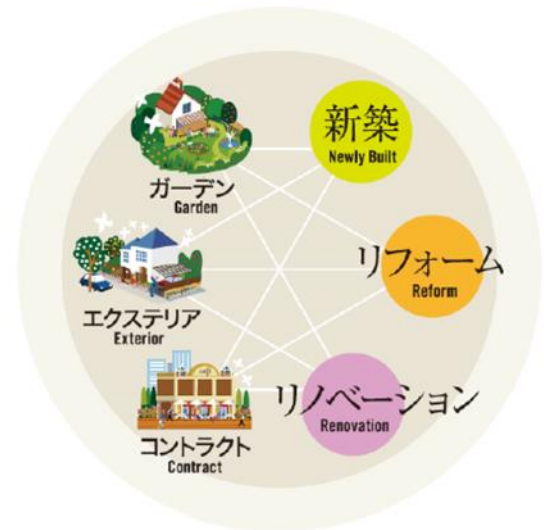 ガーデン
Garden
新築
Newly Built
エクステリア
Exterior
リフォーム
Reform
コントラクト
Contract
リノベーション
Renovation